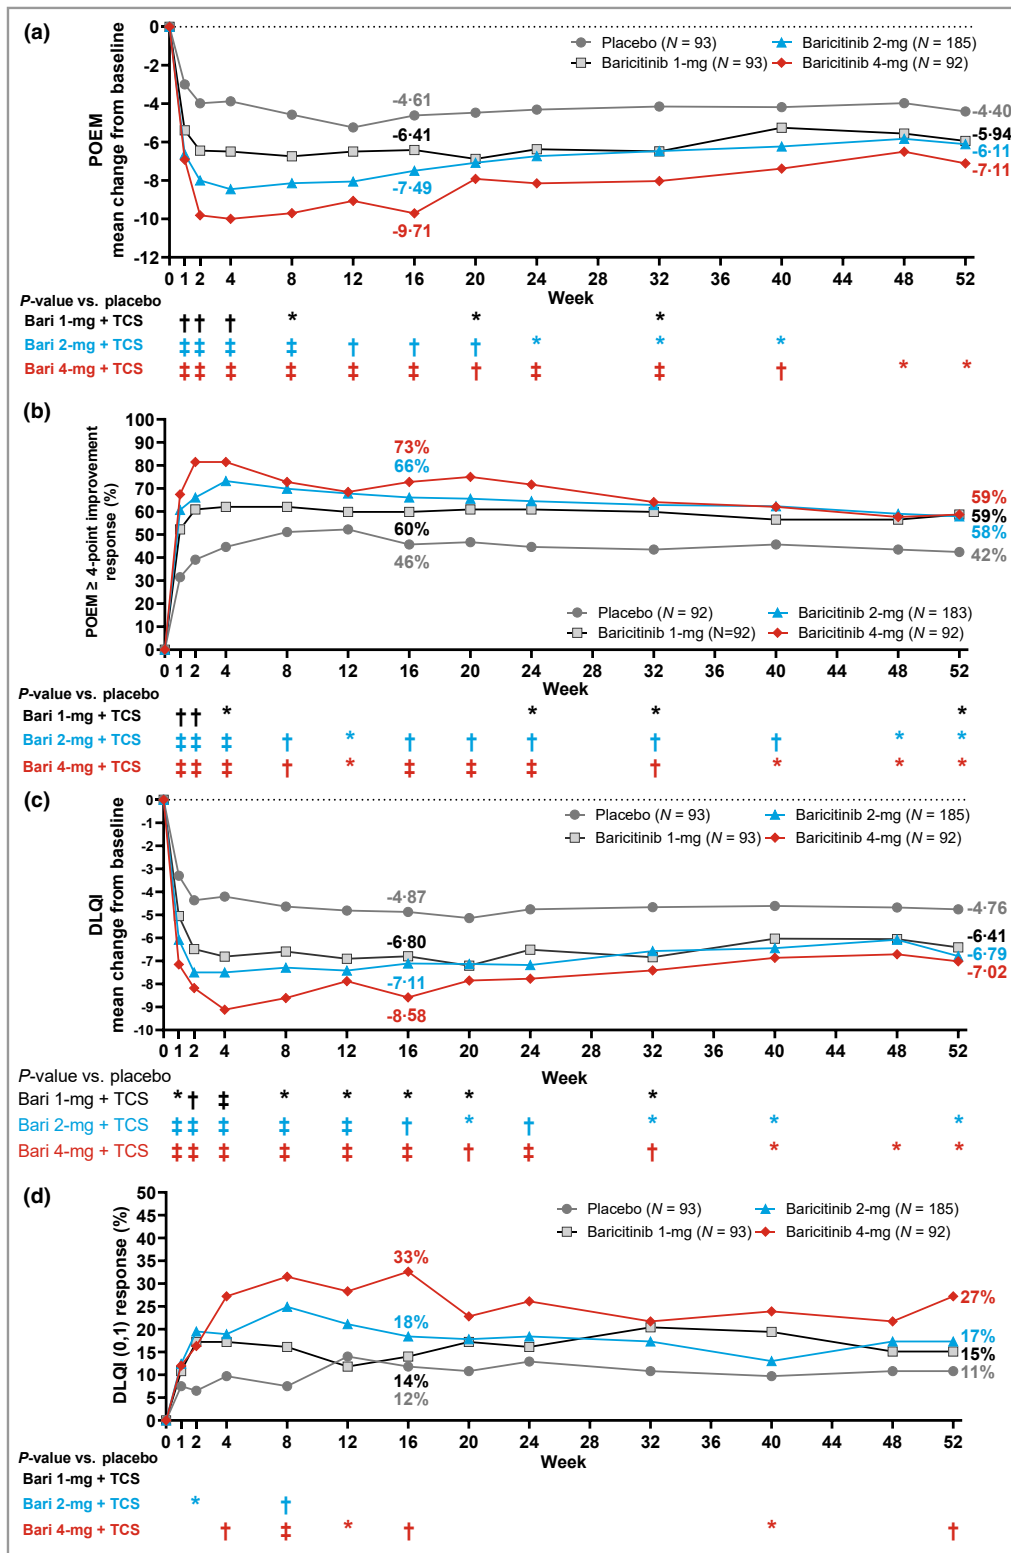 (a)
POEM
mean change from baseline
Placebo (N = 93)
Baricitinib 2-mg (N = 185)
Baricitinib 1-mg (N = 93)
Baricitinib 4-mg (N = 92)
0
-2
-4
-6
-8
-10
-12
-4·61
-6·41
-7·49
-9·71
-4·40
-5·94
-6·11
-7·11
0 1 2 4 8 12 16 20 24 28 32 36 40 44 48 52
Week
P-value vs. placebo
Bari 1-mg + TCS † † † * * *
Bari 2-mg + TCS ‡ ‡ ‡ ‡ † † † * * *
Bari 4-mg + TCS ‡ ‡ ‡ ‡ ‡ ‡ † ‡ ‡ † * *
(b)
POEM ≥ 4-point improvement
response (%)
100
90
80
70
60
50
40
30
20
10
0
73%
66%
60%
46%
59%
59%
58%
42%
Placebo (N = 92)
Baricitinib 2-mg (N = 183)
Baricitinib 1-mg (N=92)
Baricitinib 4-mg (N = 92)
0 1 2 4 8 12 16 20 24 28 32 36 40 44 48 52
Week
P-value vs. placebo
Bari 1-mg + TCS † † * * * *
Bari 2-mg + TCS ‡ ‡ ‡ † * † † † † † * *
Bari 4-mg + TCS ‡ ‡ ‡ † * ‡ ‡ ‡ † * * *
(c)
DLQI
mean change from baseline
Placebo (N = 93)
Baricitinib 2-mg (N = 185)
Baricitinib 1-mg (N = 93)
Baricitinib 4-mg (N = 92)
0
-1
-2
-3
-4
-5
-6
-7
-8
-9
-10
-4·87
-6·80
-7·11
-8·58
-4·76
-6·41
-6·79
-7·02
0 1 2 4 8 12 16 20 24 28 32 36 40 44 48 52
Week
P-value vs. placebo
Bari 1-mg + TCS * † ‡ * * * * *
Bari 2-mg + TCS ‡ ‡ ‡ ‡ ‡ † * † * * *
Bari 4-mg + TCS ‡ ‡ ‡ ‡ ‡ ‡ † ‡ † * * *
(d)
DLQI (0,1) response (%)
50
45
40
35
30
25
20
15
10
5
0
Placebo (N = 93)
Baricitinib 2-mg (N = 185)
Baricitinib 1-mg (N = 93)
Baricitinib 4-mg (N = 92)
33%
18%
14%
12%
27%
17%
15%
11%
0 1 2 4 8 12 16 20 24 28 32 36 40 44 48 52
Week
P-value vs. placebo
Bari 1-mg + TCS
Bari 2-mg + TCS * †
Bari 4-mg + TCS † ‡ * † * †